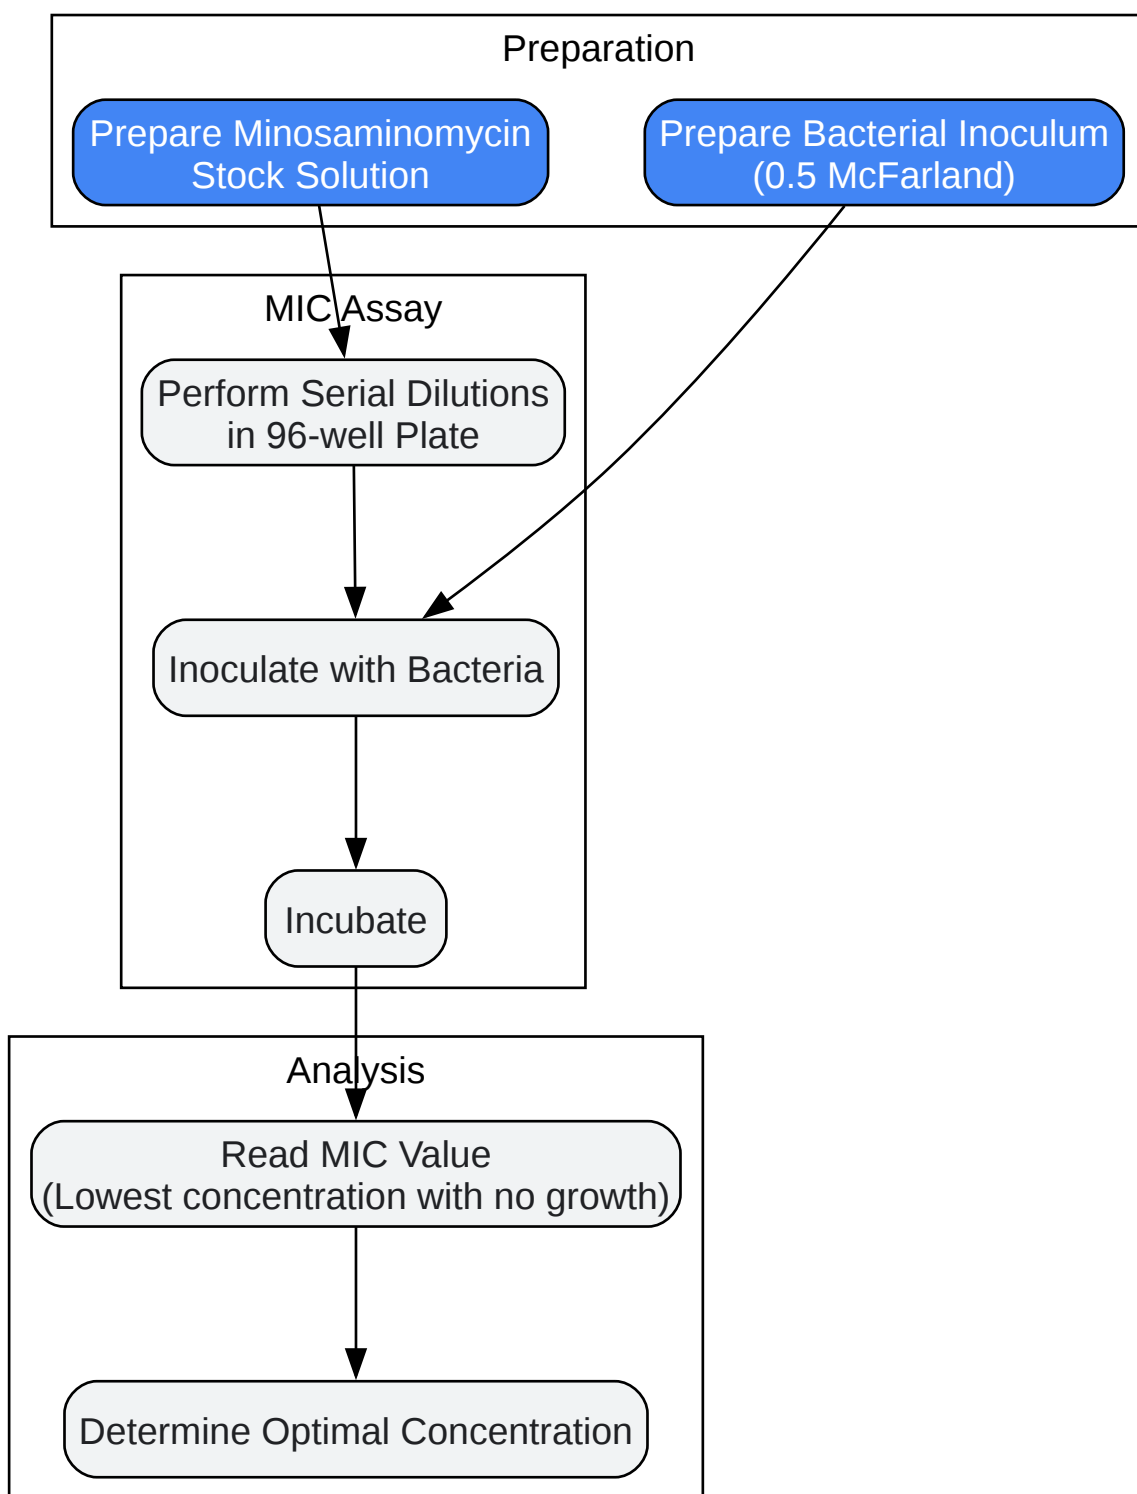 Preparation
Prepare Minosaminomycin
Stock Solution
Prepare Bacterial Inoculum
(0.5 McFarland)
MIC Assay
Perform Serial Dilutions
in 96-well Plate
Inoculate with Bacteria
Incubate
Analysis
Read MIC Value
(Lowest concentration with no growth)
Determine Optimal Concentration